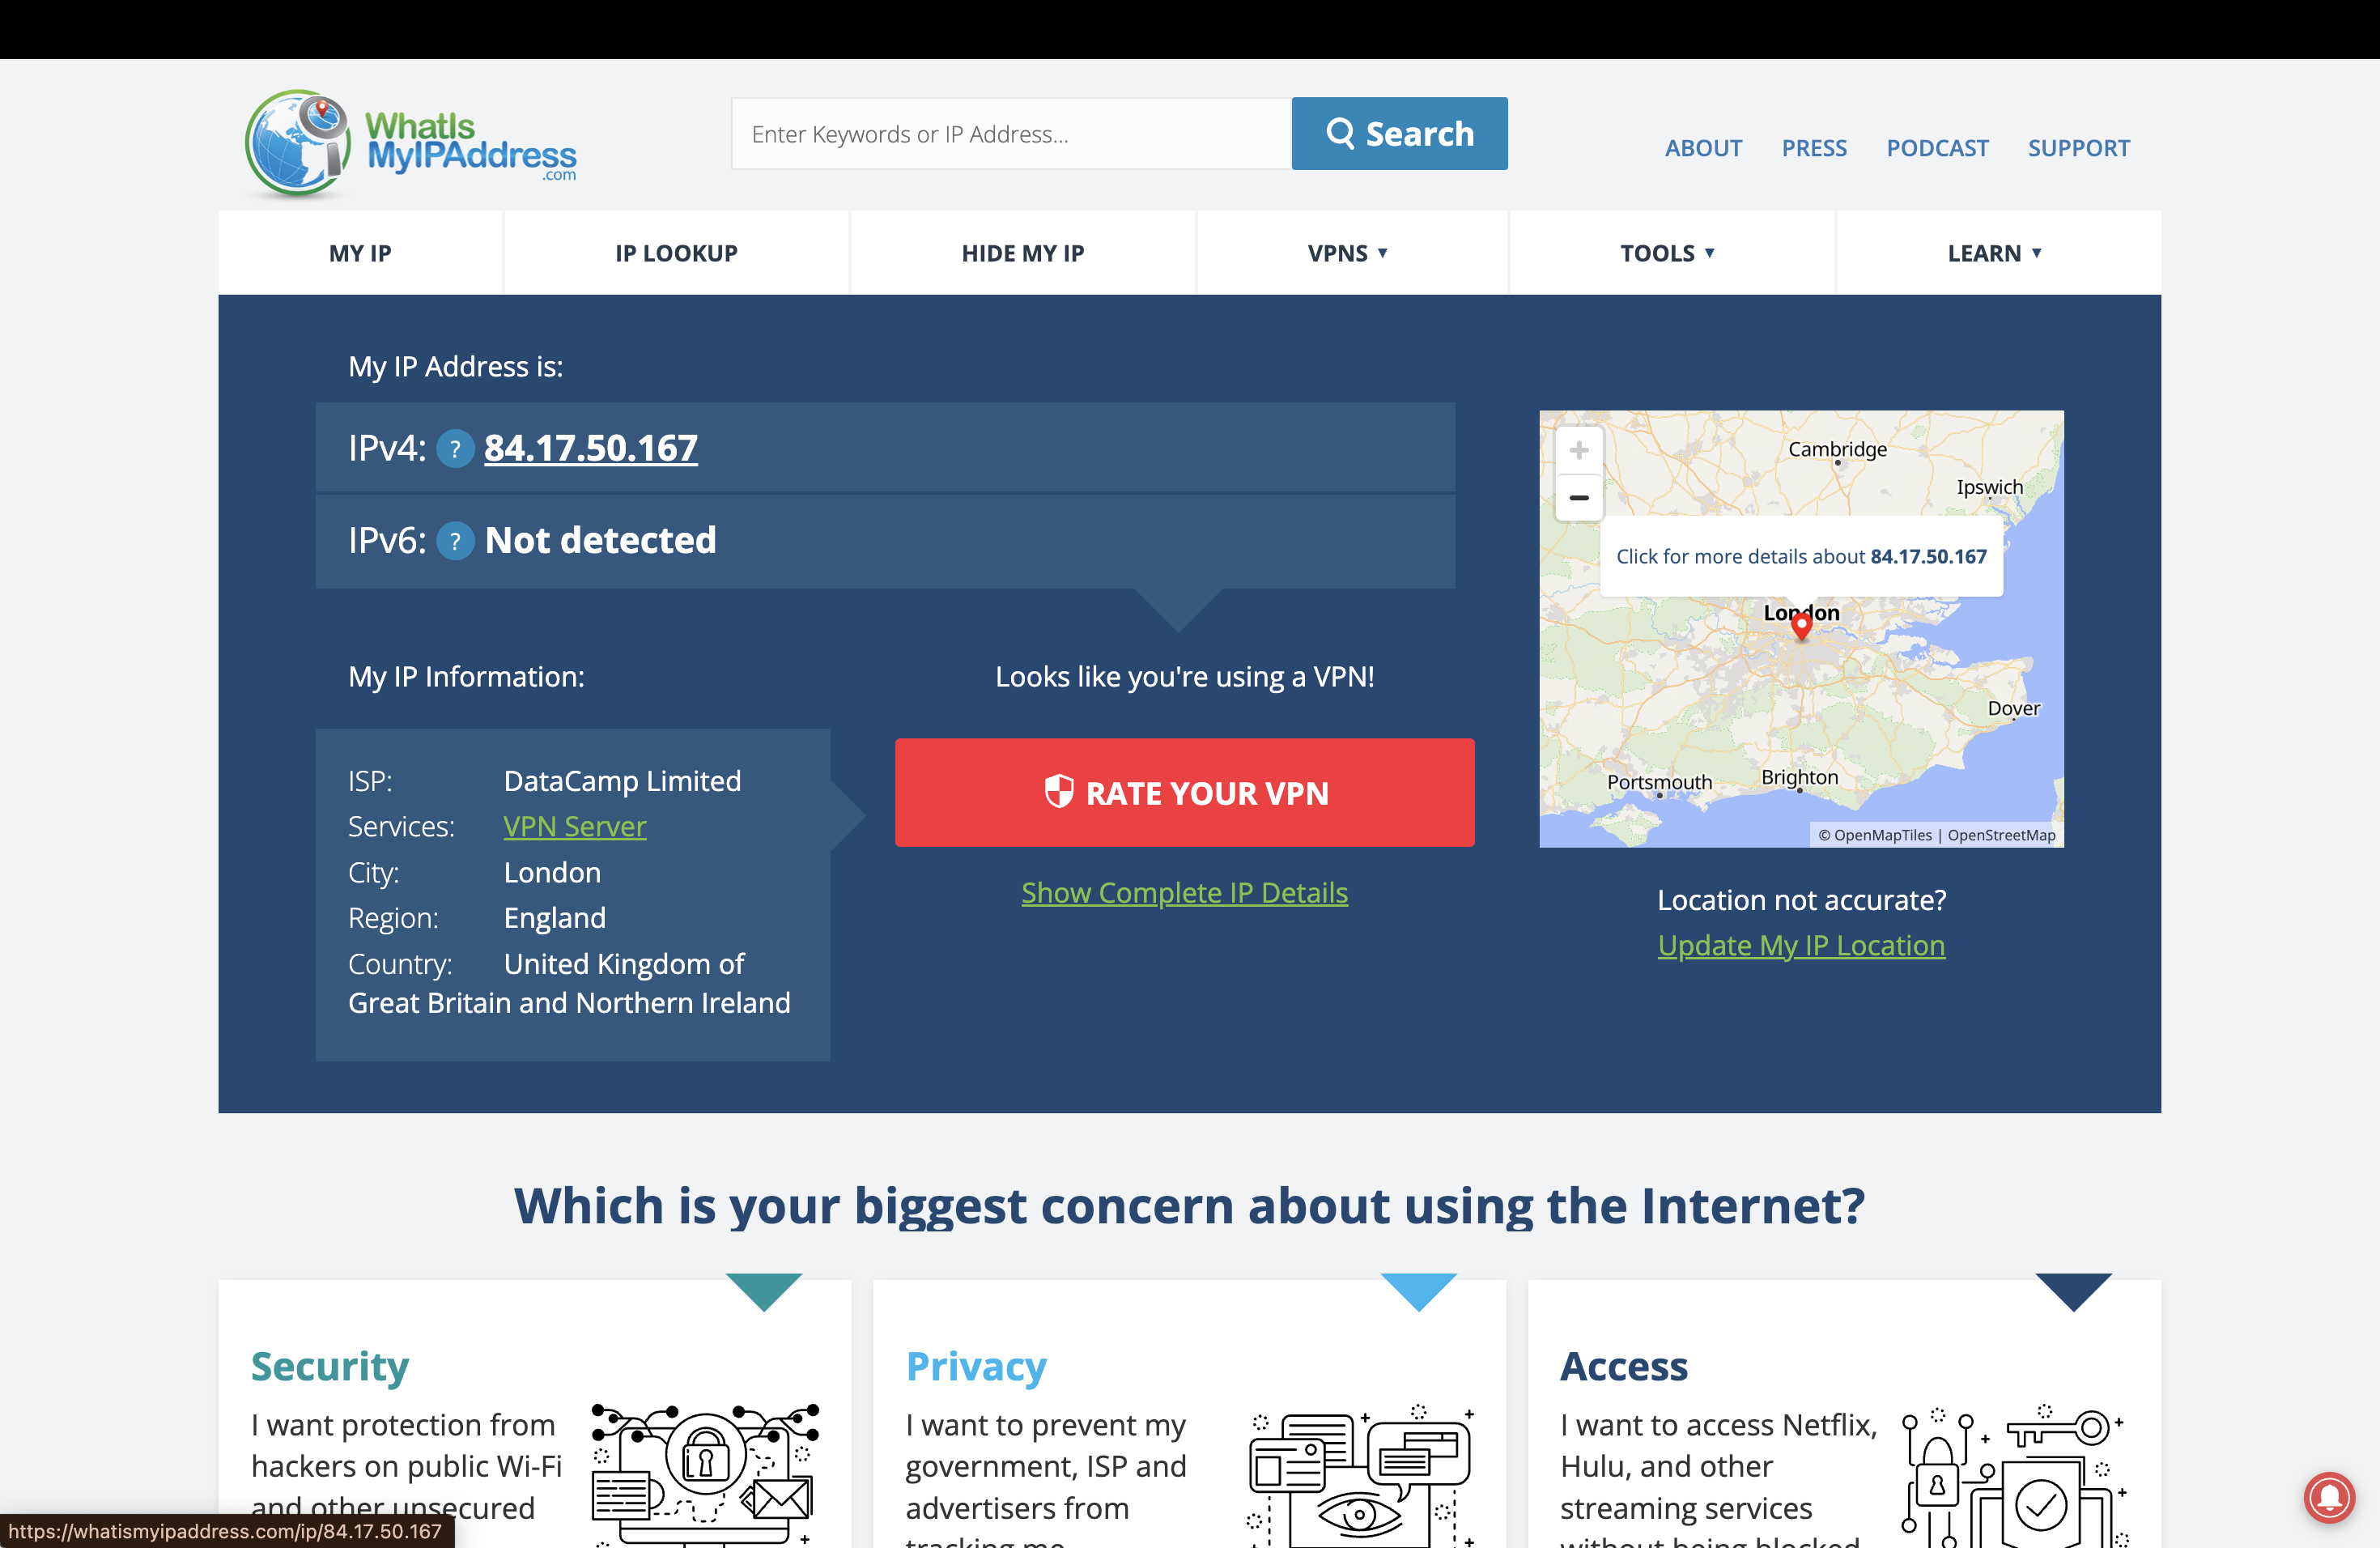 WhatIs
MyIPAddress
.com
Enter Keywords or IP Address...
Search
ABOUT PRESS PODCAST SUPPORT
MY IP IP LOOKUP HIDE MY IP VPNS ▼ TOOLS ▼ LEARN ▼
My IP Address is:
IPv4: ? 84.17.50.167
IPv6: ? Not detected
My IP Information:
ISP: DataCamp Limited
Services: VPN Server
City: London
Region: England
Country: United Kingdom of
Great Britain and Northern Ireland
Looks like you're using a VPN!
RATE YOUR VPN
Show Complete IP Details
+
−
Cambridge
Ipswich
Click for more details about 84.17.50.167
London
Dover
Portsmouth
Brighton
© OpenMapTiles | OpenStreetMap
Location not accurate?
Update My IP Location
Which is your biggest concern about using the Internet?
Security
I want protection from
hackers on public Wi-Fi
and other unsecured
Privacy
I want to prevent my
government, ISP and
advertisers from
tracking me
Access
I want to access Netflix,
Hulu, and other
streaming services
without being blocked
https://whatismyipaddress.com/ip/84.17.50.167